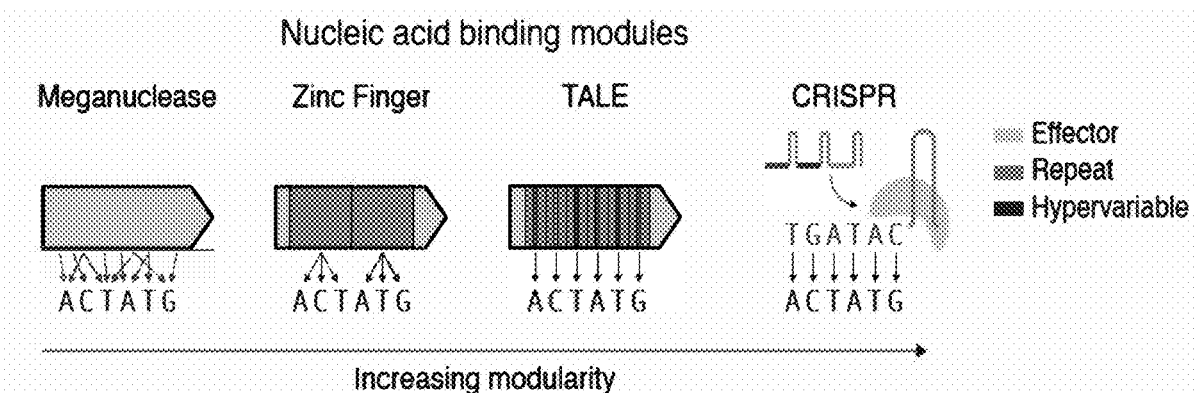 Nucleic acid binding modules
Meganuclease
Zinc Finger
TALE
CRISPR
Effector
Repeat
Hypervariable
TGATAC
ACTATG
ACTATG
ACTATG
ACTATG
Increasing modularity